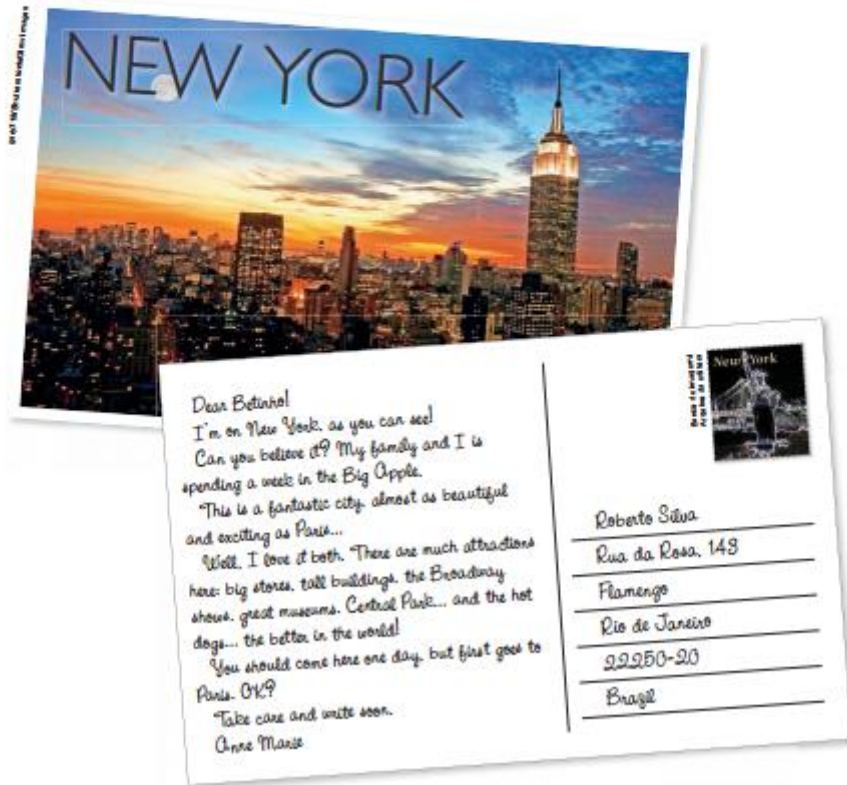 NEW YORK
New York
Dear Betinho!
I'm on New York, as you can see!
Can you believe it? My family and I is
spending a week in the Big Apple.
This is a fantastic city, almost as beautiful
and exciting as Paris...
Well, I love it both. There are much attractions
here: big stores, tall buildings, the Broadway
shows, great museums, Central Park... and the hot
dogs... the better in the world!
You should come here one day, but first goes to
Paris. OK?
Take care and write soon.
Anne Marie
Roberto Silva
Rua da Rosa, 143
Flamengo
Rio de Janeiro
22250-20
Brazil